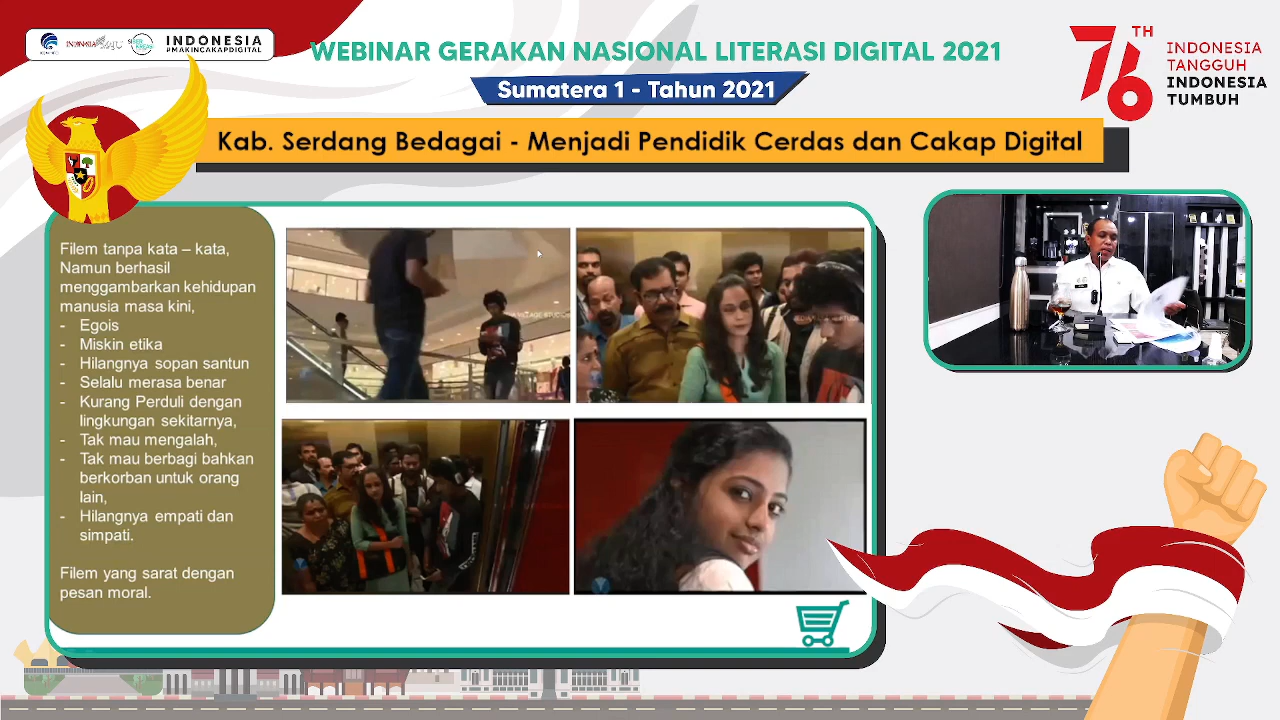 INDONESIA
#MAKINCAKAPDIGITAL
WEBINAR GERAKAN NASIONAL LITERASI DIGITAL 2021
Sumatera 1 - Tahun 2021
76 TH
INDONESIA
TANGGUH
INDONESIA
TUMBUH
Kab. Serdang Bedagai - Menjadi Pendidik Cerdas dan Cakap Digital
Filem tanpa kata – kata,
Namun berhasil
menggambarkan kehidupan
manusia masa kini,
- Egois
- Miskin etika
- Hilangnya sopan santun
- Selalu merasa benar
- Kurang Perduli dengan
lingkungan sekitarnya,
- Tak mau mengalah,
- Tak mau berbagi bahkan
berkorban untuk orang
lain,
- Hilangnya empati dan
simpati.
Filem yang sarat dengan
pesan moral.